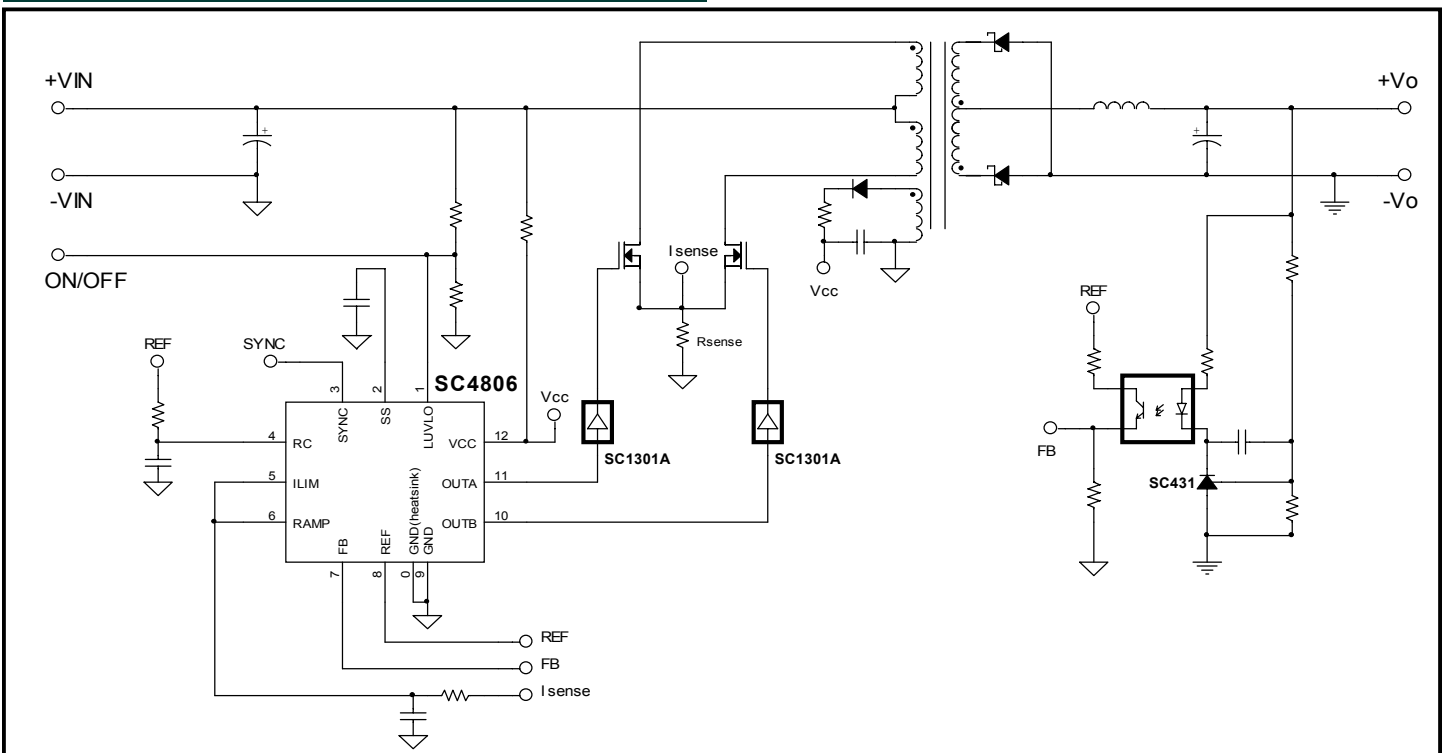 +VIN
+Vo
+
+
-VIN
-Vo
ON/OFF
I sense
Vcc
REF
REF
SYNC
Rsense
SC4806
3
2
1
SYNC
SS
LUVLO
Vcc
4
RC
VCC
12
FB
SC1301A
SC1301A
5
ILIM
OUTA
11
SC431
6
RAMP
OUTB
10
FB
REF
GND(heatsink)
GND
7
8
0
9
REF
FB
I sense